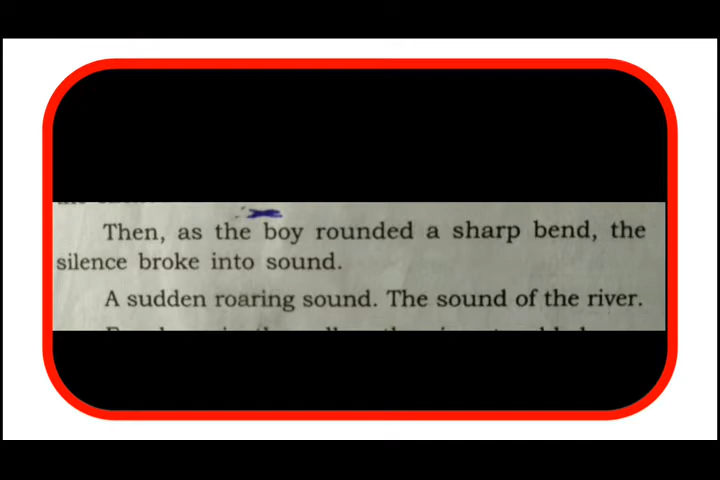 Then, as the boy rounded a sharp bend, the
silence broke into sound.
A sudden roaring sound. The sound of the river.